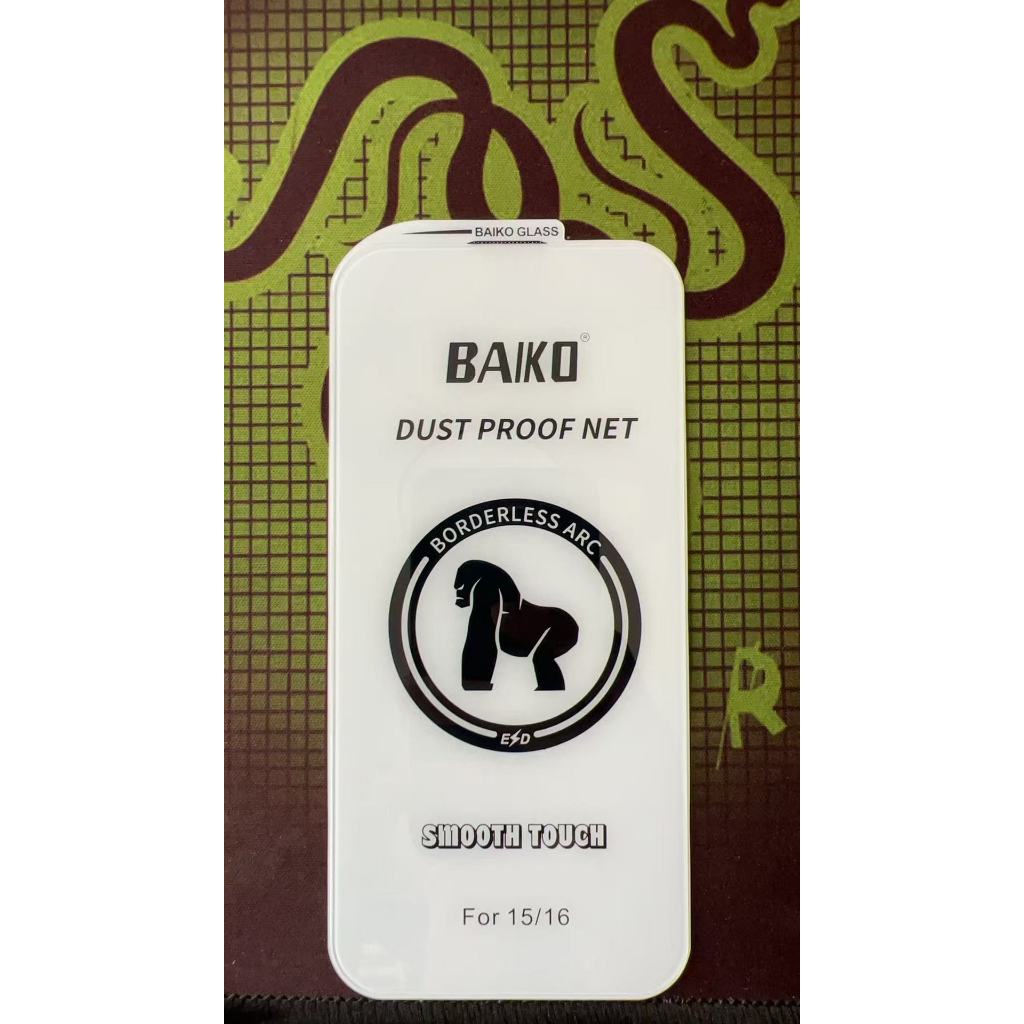 BAIKO GLASS
BAIKO®
DUST PROOF NET
BORDERLESS ARC
ESD
SMOOTH TOUCH
For 15/16
R